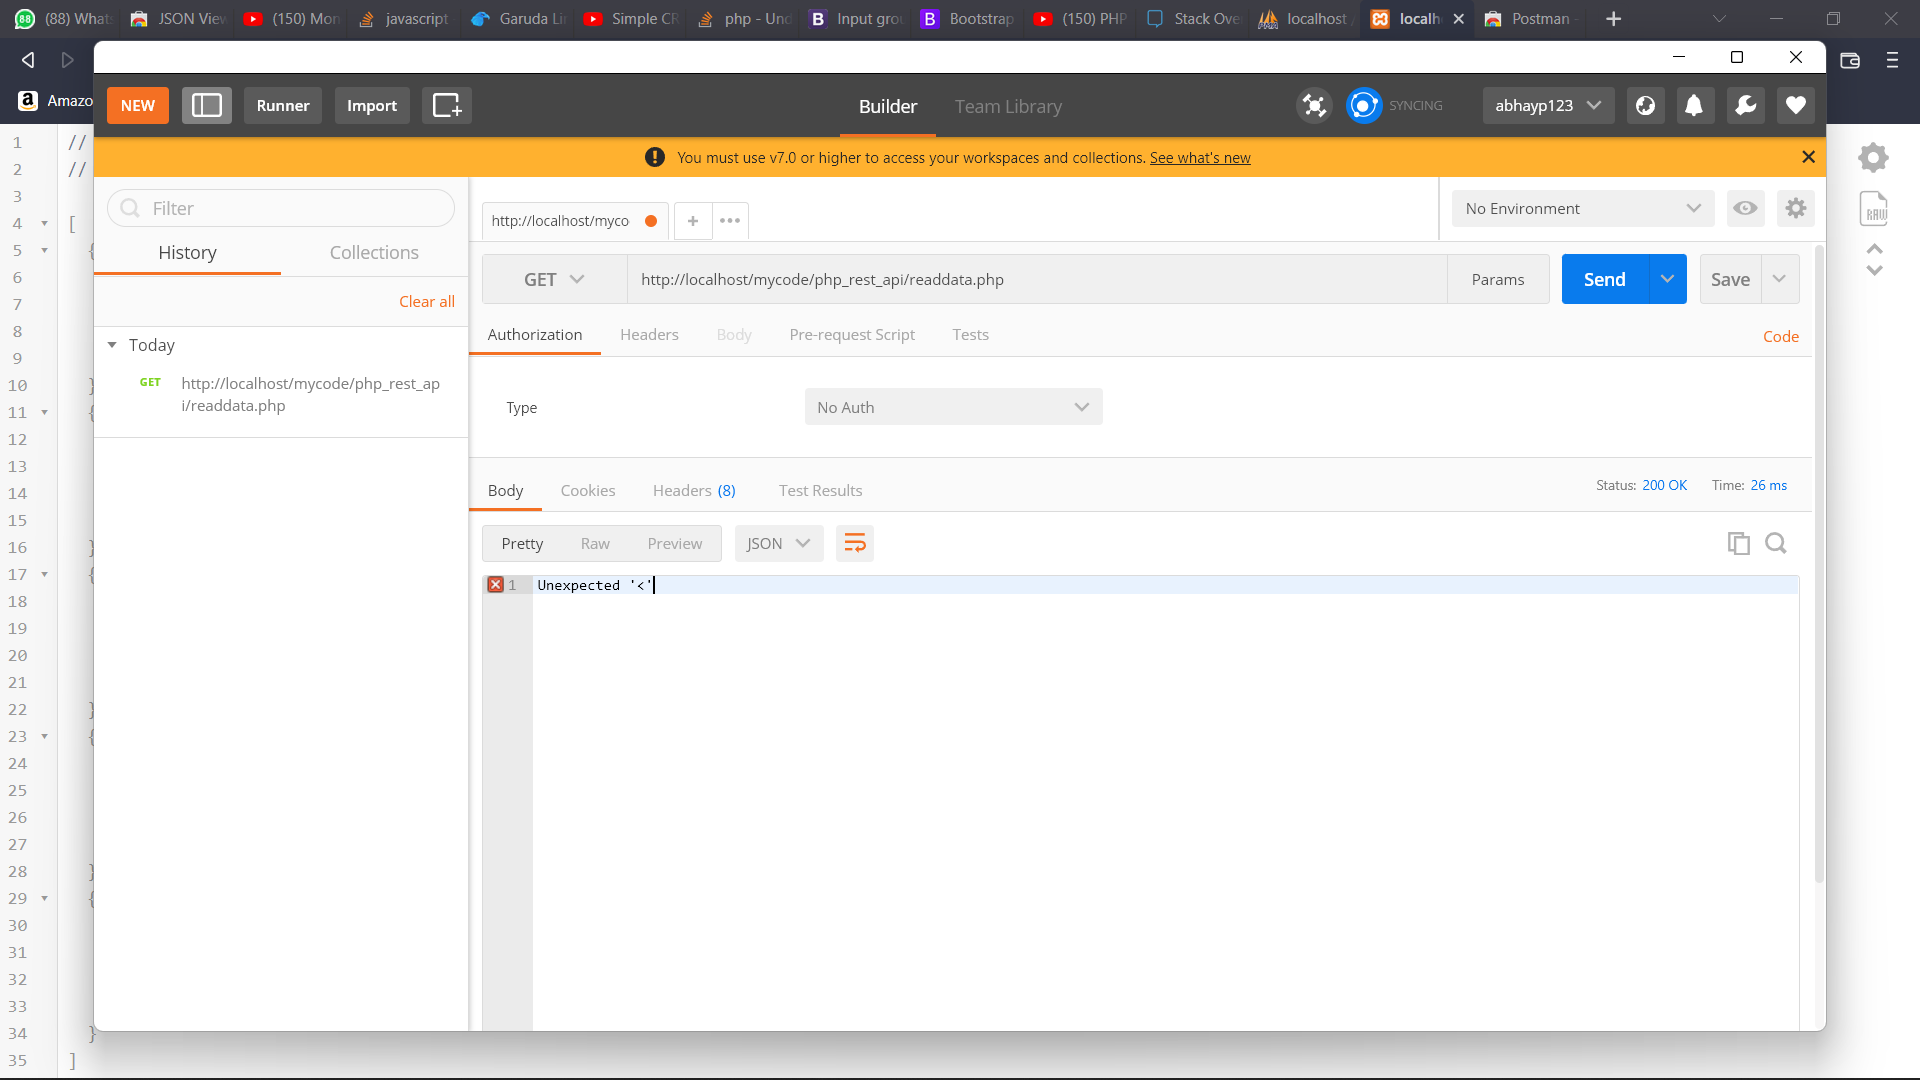 (88) Whats
JSON View
(150) Mon
javascript
Garuda Li
Simple CR
php - Und
Input grou
Bootstrap
(150) PHP
Stack Over
localhost /
localh
Postman -
Amazo
NEW
Runner
Import
Builder
Team Library
SYNCING
abhayp123
You must use v7.0 or higher to access your workspaces and collections. See what's new
Filter
History
Collections
Clear all
Today
GET http://localhost/mycode/php_rest_ap
i/readdata.php
http://localhost/myco
No Environment
GET
http://localhost/mycode/php_rest_api/readdata.php
Params
Send
Save
Authorization
Headers
Body
Pre-request Script
Tests
Code
Type
No Auth
Body
Cookies
Headers (8)
Test Results
Status: 200 OK
Time: 26 ms
Pretty
Raw
Preview
JSON
1 Unexpected '<'
RAW
1 //
2 //
3
4 [
5 {
6
7
8
9
10 }
11 {
12
13
14
15
16 }
17 {
18
19
20
21
22 }
23 {
24
25
26
27
28 }
29 {
30
31
32
33
34 }
35 ]